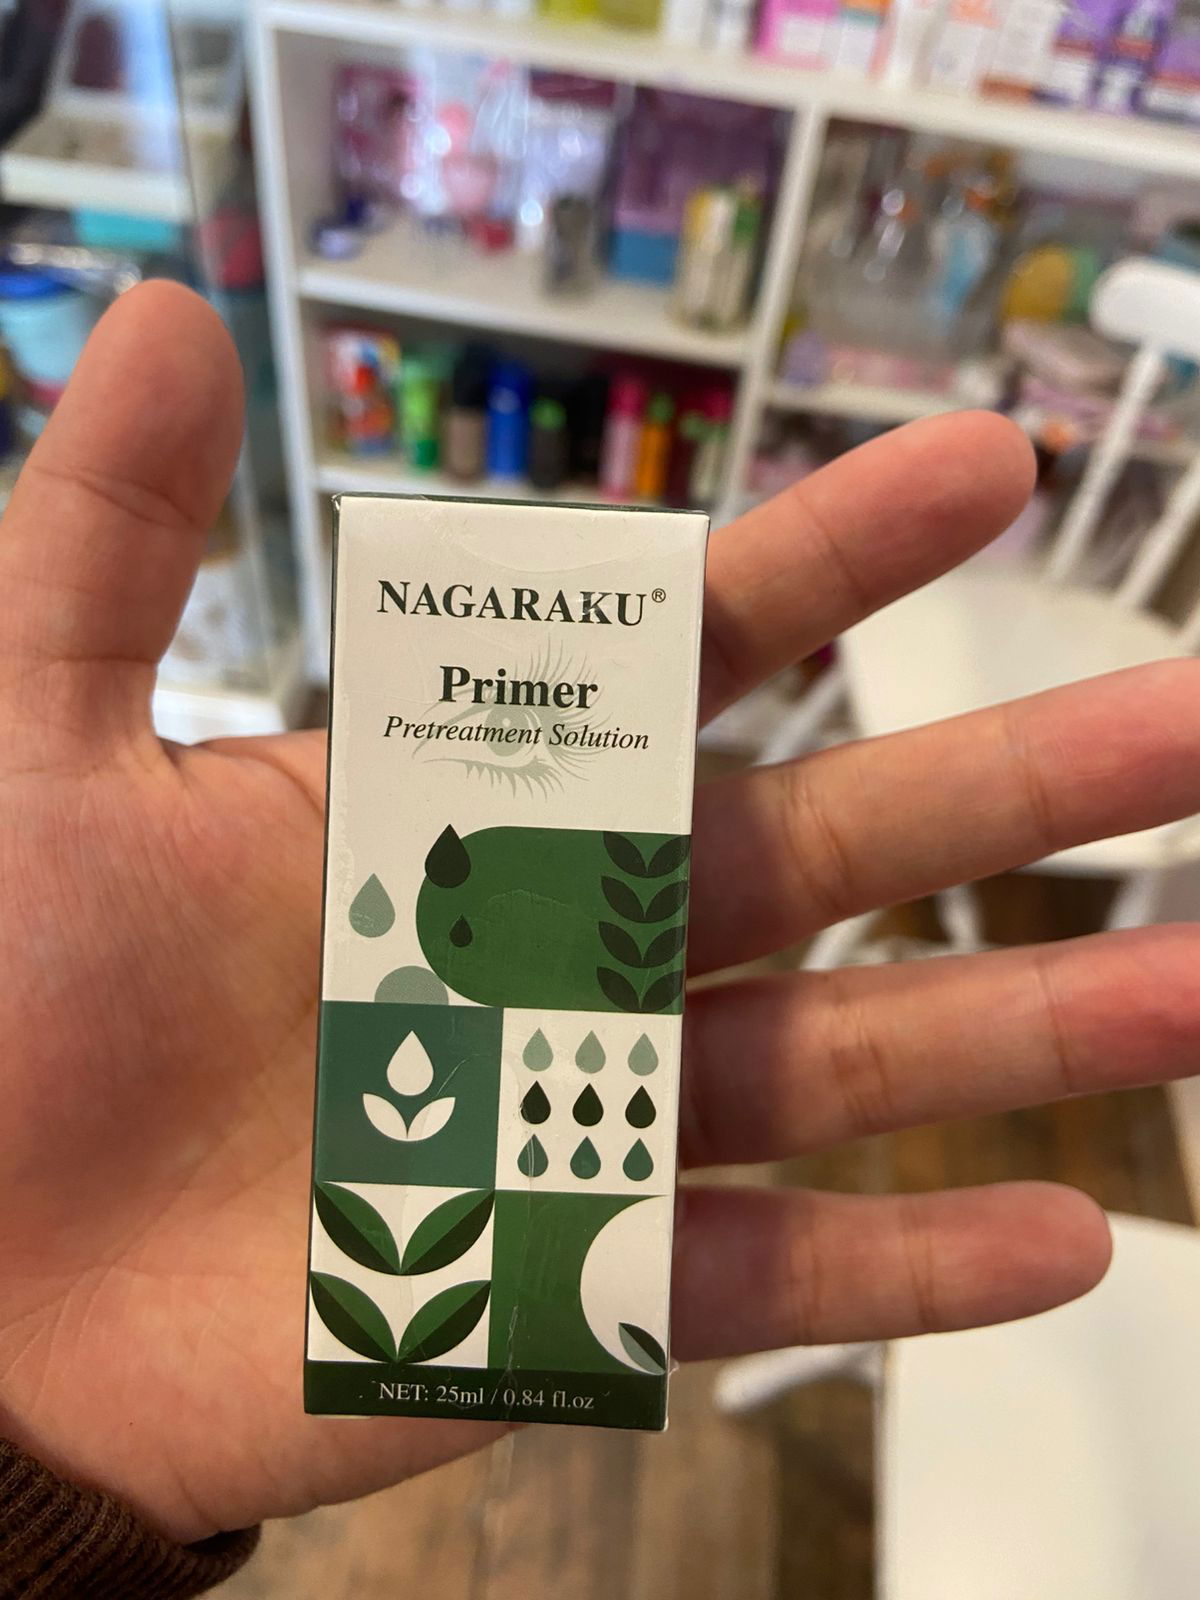 NAGARAKU®
Primer
Pretreatment Solution
NET: 25ml / 0.84 fl.oz